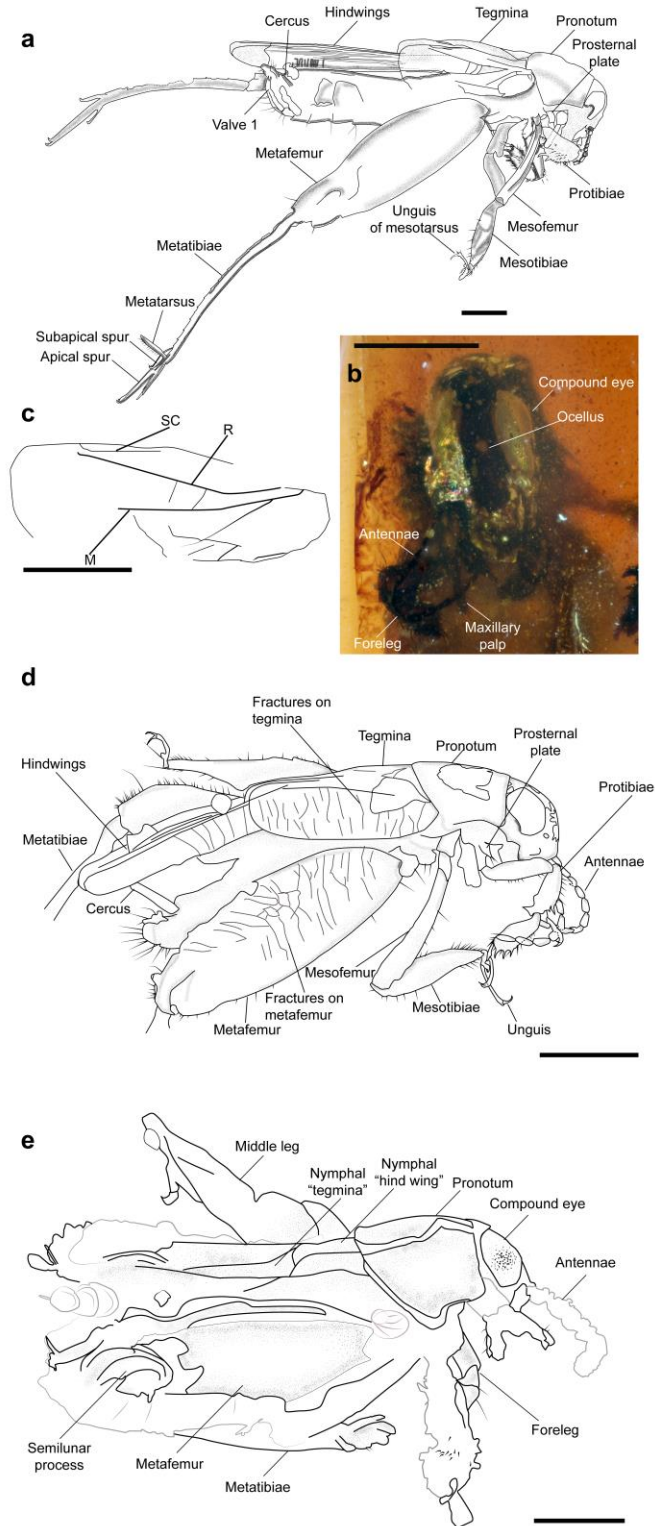 a
Cercus
Hindwings
Tegmina
Pronotum
Prosternal
plate
Valve 1
Metafemur
Protibiae
Mesofemur
Unguis
of mesotarsus
Mesotibiae
Metatibiae
Metatarsus
Subapical spur
Apical spur
b
Compound eye
Ocellus
Antennae
Foreleg
Maxillary
palp
c
SC
R
M
d
Fractures on
tegmina
Tegmina
Pronotum
Prosternal
plate
Hindwings
Protibiae
Metatibiae
Antennae
Cercus
Mesofemur
Fractures on
metafemur
Metafemur
Mesotibiae
Unguis
e
Middle leg
Nymphal
“tegmina”
Nymphal
“hind wing”
Pronotum
Compound eye
Antennae
Semilunar
process
Metafemur
Metatibiae
Foreleg